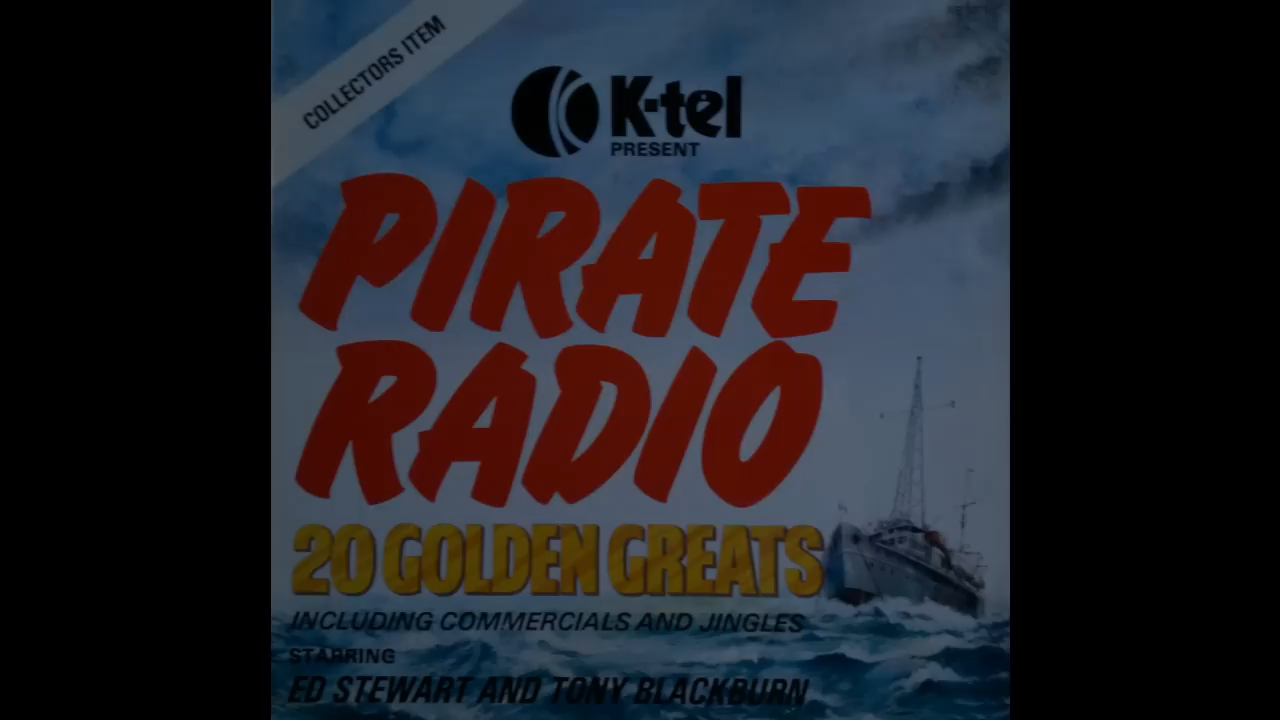 COLLECTORS ITEM
K-tel
PRESENT
PIRATE
RADIO
20 GOLDEN GREATS
INCLUDING COMMERCIALS AND JINGLES
STARRING
ED STEWART AND TONY BLACKBURN